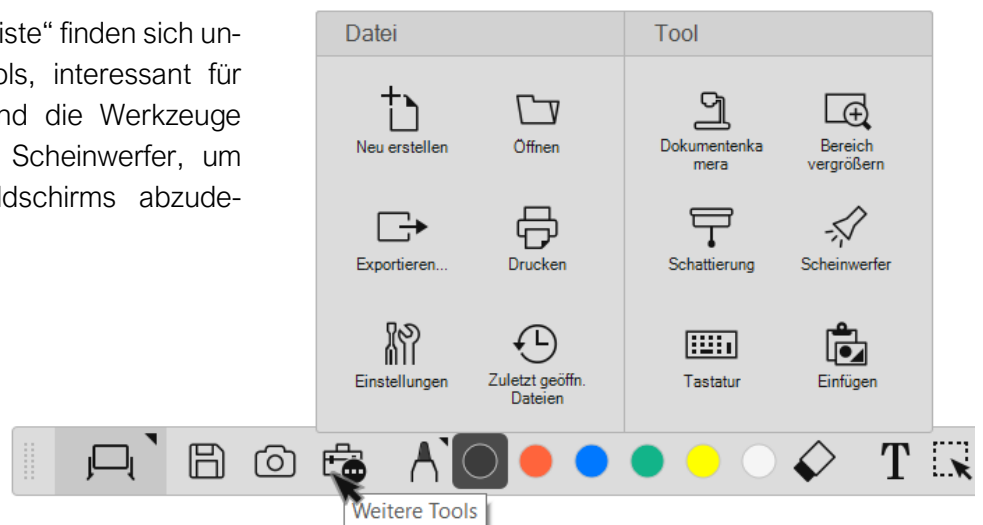 iste“ finden sich un-
ols, interessant für
nd die Werkzeuge
Scheinwerfer, um
ldschirms abzude-
Datei
Tool
Neu erstellen
Öffnen
Dokumentenka
mera
Bereich
vergrößern
Exportieren...
Drucken
Schattierung
Scheinwerfer
Einstellungen
Zuletzt geöffn.
Dateien
Tastatur
Einfügen
T
Weitere Tools